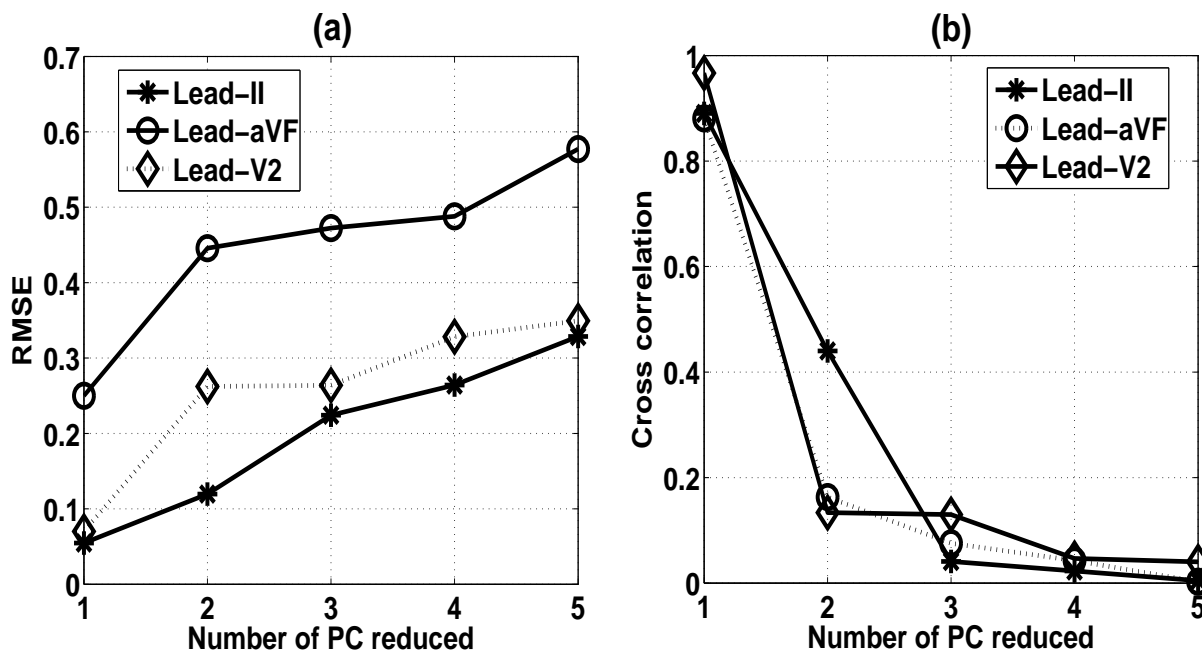 (a)
0.7
0.6
0.5
0.4
0.3
0.2
0.1
0
RMSE
Lead-II
Lead-aVF
Lead-V2
1 2 3 4 5
Number of PC reduced
(b)
1
0.8
0.6
0.4
0.2
0
Cross correlation
Lead-II
Lead-aVF
Lead-V2
1 2 3 4 5
Number of PC reduced